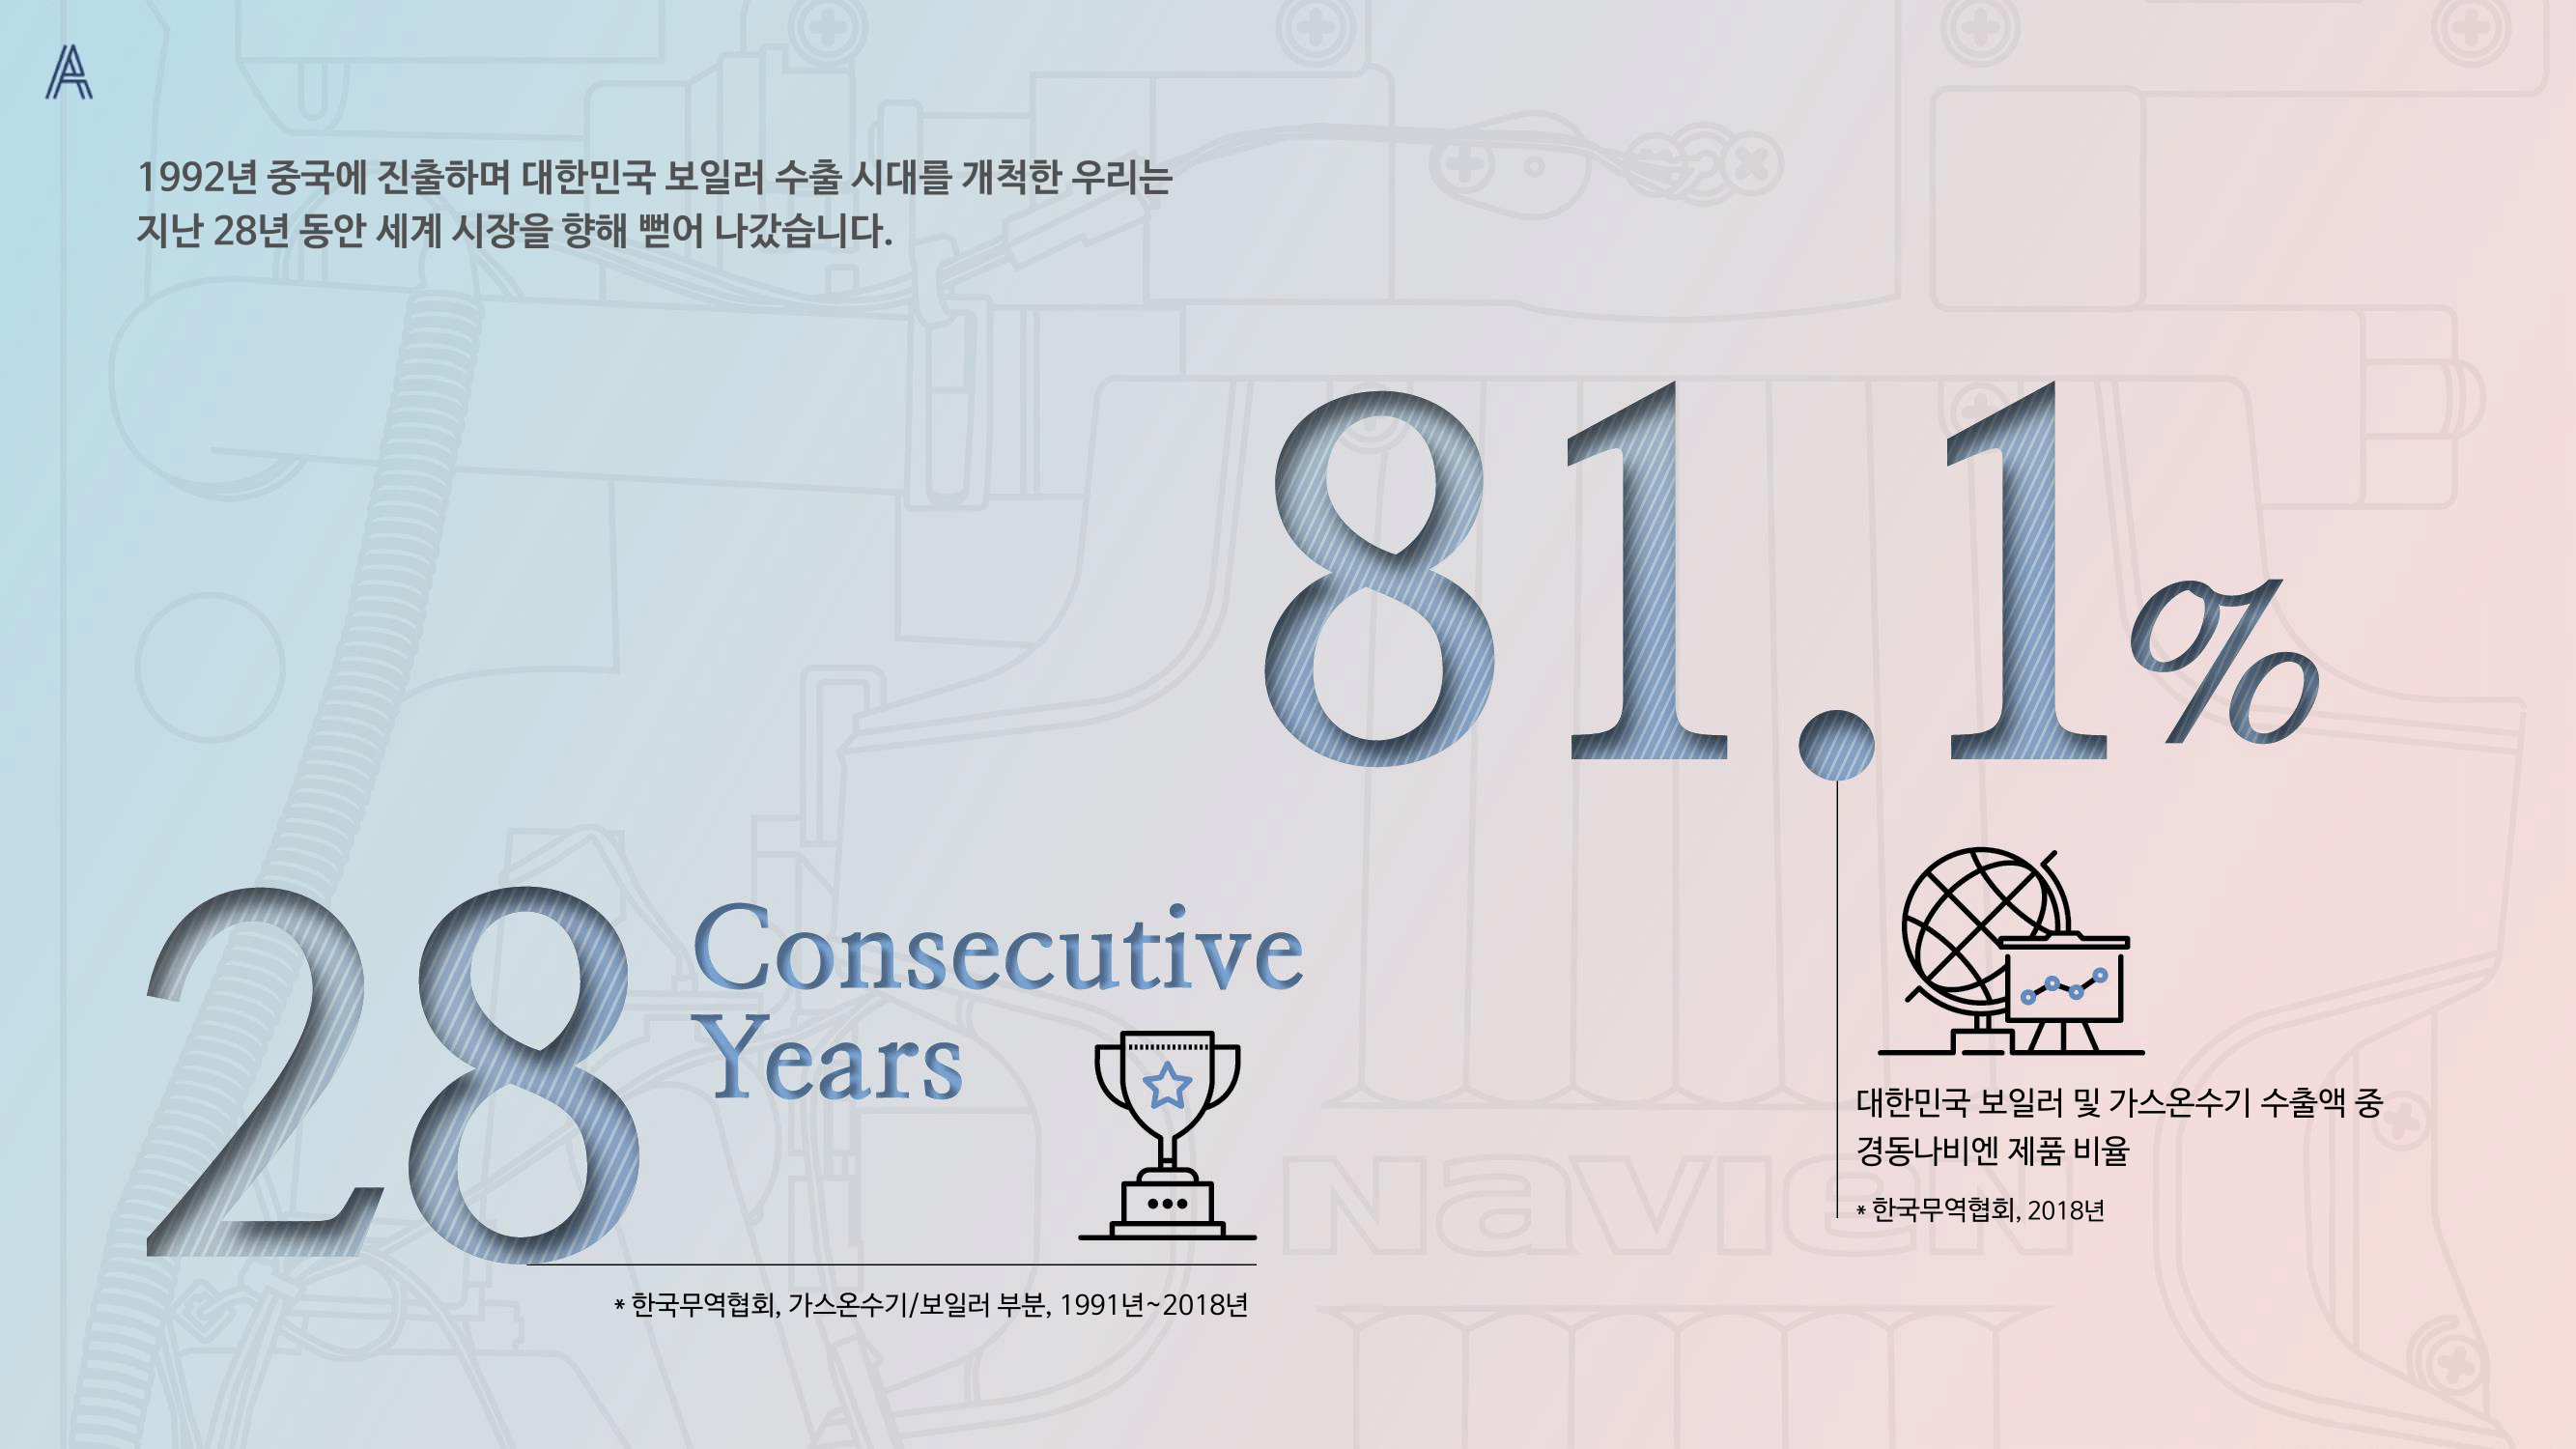 1992년 중국에 진출하며 대한민국 보일러 수출 시대를 개척한 우리는
지난 28년 동안 세계 시장을 향해 뻗어 나갔습니다.
81.1%
28 Consecutive
Years
대한민국 보일러 및 가스온수기 수출액 중
경동나비엔 제품 비율
* 한국무역협회, 2018년
NAVIEN
* 한국무역협회, 가스온수기/보일러 부분, 1991년~2018년